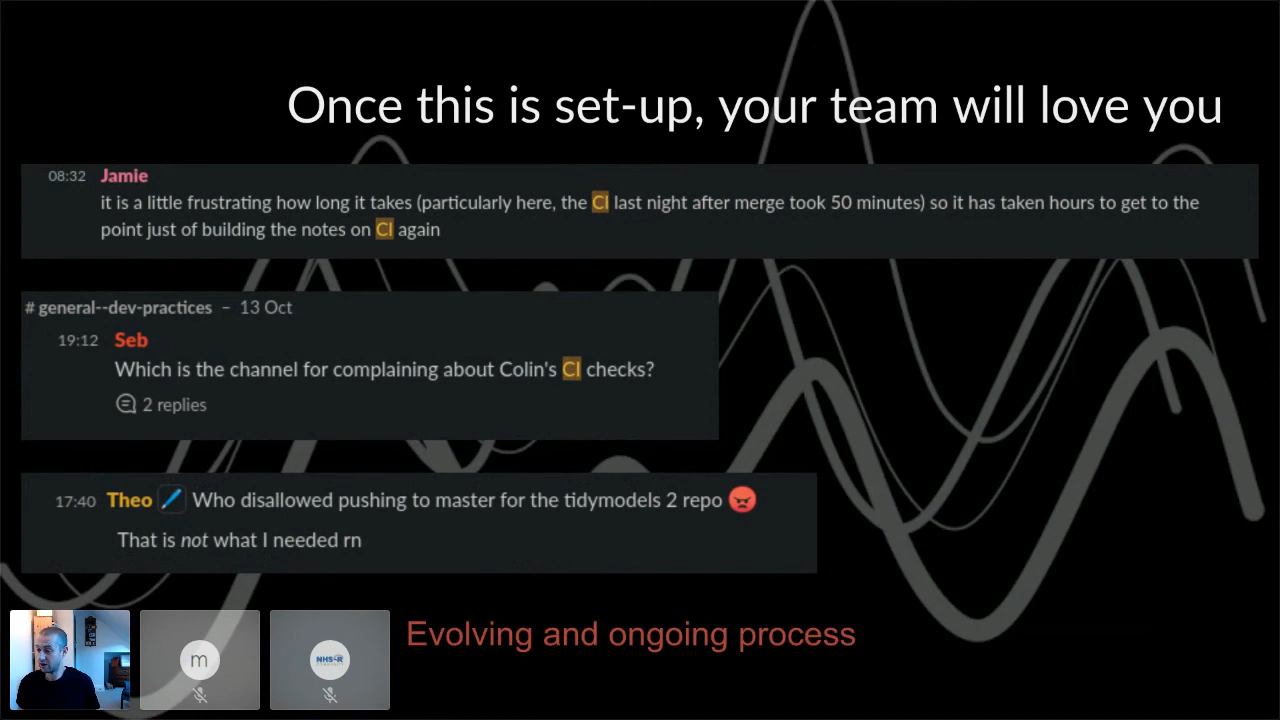 Once this is set-up, your team will love you
08:32 Jamie
it is a little frustrating how long it takes (particularly here, the CI last night after merge took 50 minutes) so it has taken hours to get to the
point just of building the notes on CI again
# general--dev-practices – 13 Oct
19:12 Seb
Which is the channel for complaining about Colin's CI checks?
2 replies
17:40 Theo Who disallowed pushing to master for the tidymodels 2 repo
That is not what I needed rn
Evolving and ongoing process
m
NHS-R